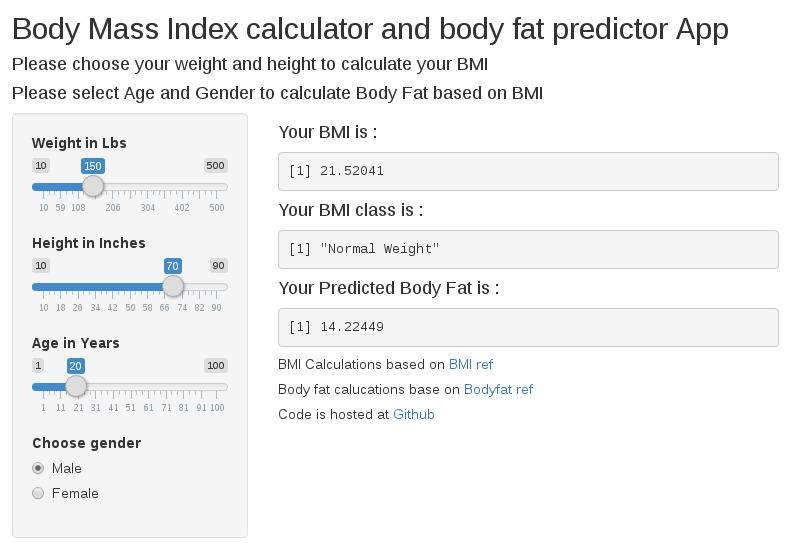 Body Mass Index calculator and body fat predictor App
Please choose your weight and height to calculate your BMI
Please select Age and Gender to calculate Body Fat based on BMI
Weight in Lbs
10 150 500
10 59 108 206 304 402 500
Height in Inches
10 70 90
10 18 26 34 42 50 58 66 74 82 90
Age in Years
1 20 100
1 11 21 31 41 51 61 71 81 91 100
Choose gender
Male
Female
Your BMI is :
[1] 21.52041
Your BMI class is :
[1] "Normal Weight"
Your Predicted Body Fat is :
[1] 14.22449
BMI Calculations based on BMI ref
Body fat calucations base on Bodyfat ref
Code is hosted at Github